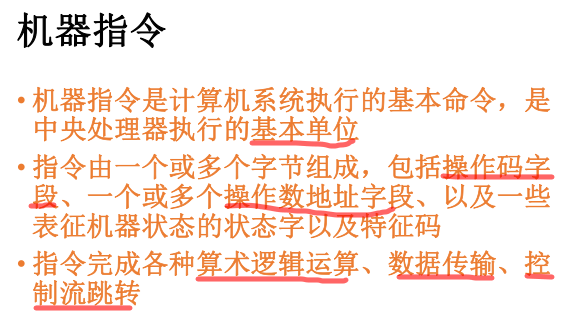 机器指令
• 机器指令是计算机系统执行的基本命令，是
中央处理器执行的基本单位
• 指令由一个或多个字节组成，包括操作码字
段、一个或多个操作数地址字段、以及一些
表征机器状态的状态字以及特征码
• 指令完成各种算术逻辑运算、数据传输、控
制流跳转